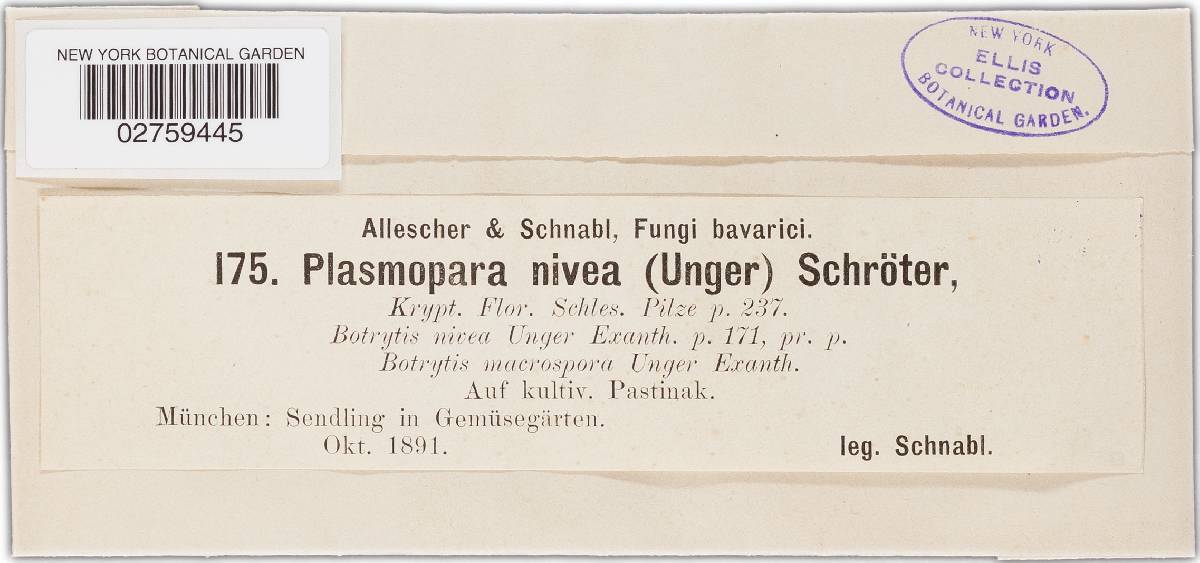 NEW YORK BOTANICAL GARDEN
02759445
NEW YORK
ELLIS
COLLECTION
BOTANICAL GARDEN.
Allescher & Schnabl, Fungi bavarici.
175. Plasmopara nivea (Unger) Schröter,
Krypt. Flor. Schles. Pilze p. 237.
Botrytis nivea Unger Exanth. p. 171, pr. p.
Botrytis macrospora Unger Exanth.
Auf kultiv. Pastinak.
München: Sendling in Gemüsegärten.
Okt. 1891. leg. Schnabl.